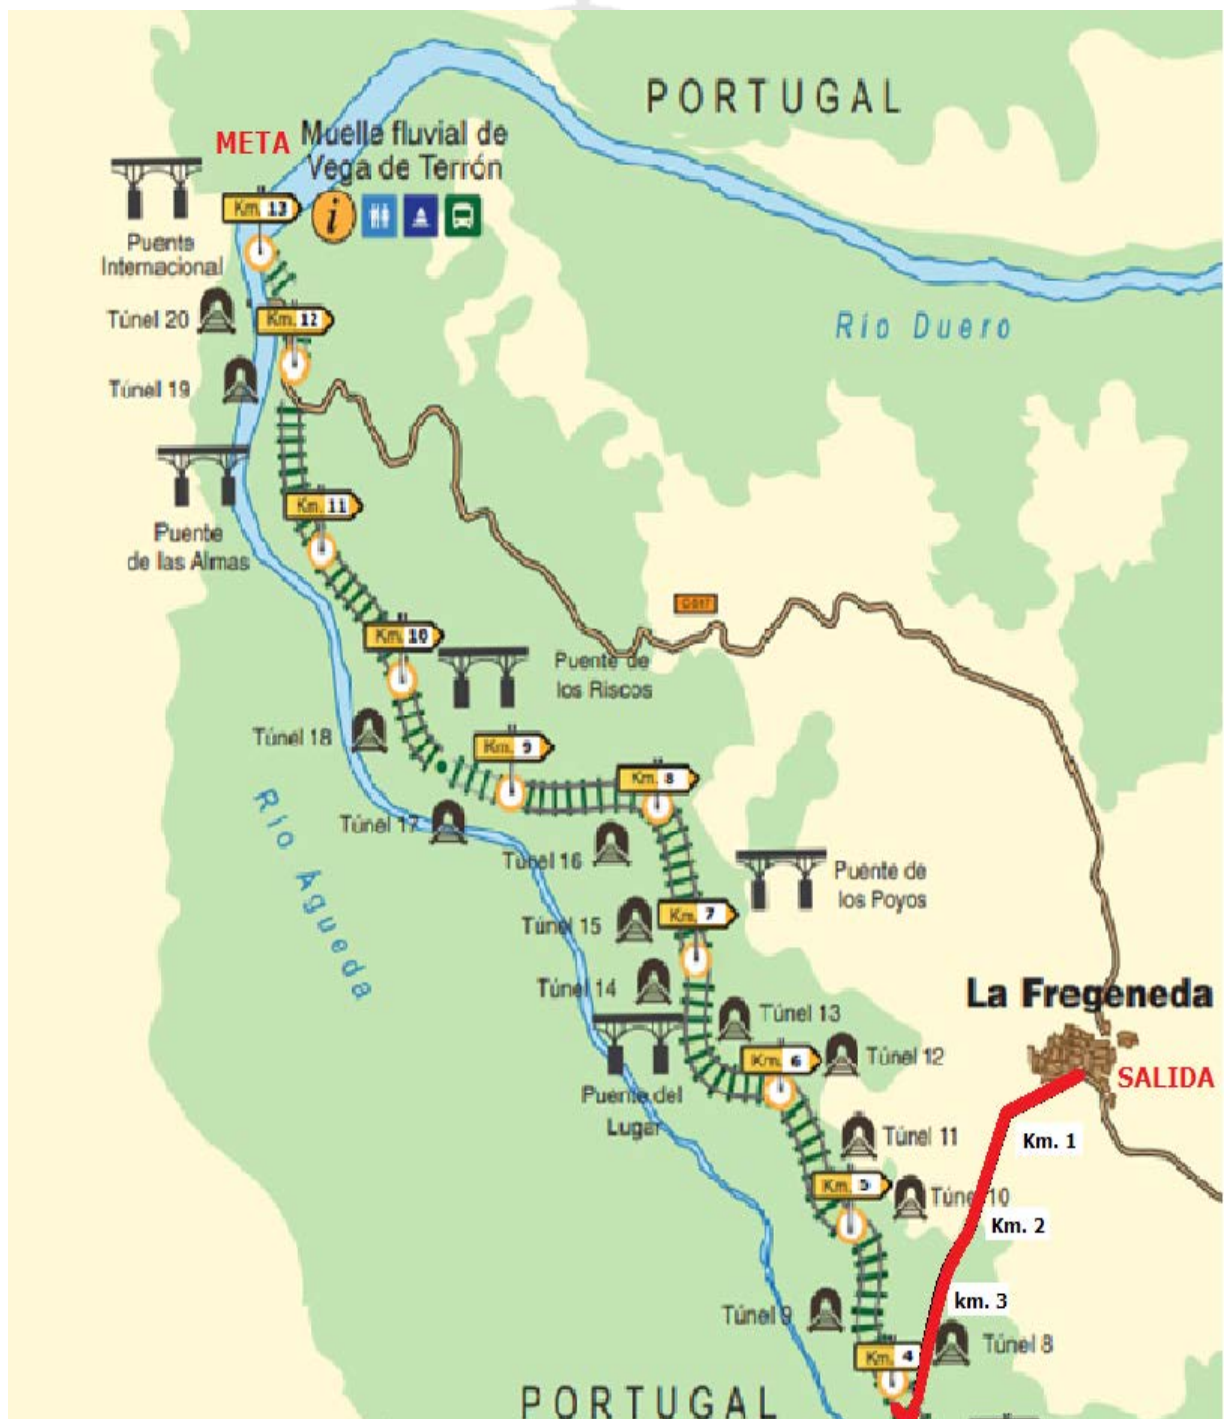 PORTUGAL
META
Muelle fluvial de
Vega de Terrón
Km. 13
i
Puente
Internacional
Túnel 20
Km. 12
Río Duero
Túnel 19
Km. 11
Puente
de las Almas
Km. 10
Puente de
los Riscos
Túnel 18
Km. 9
Km. 8
Río Águeda
Túnel 17
Túnel 16
Puente de
los Poyos
Km. 7
Túnel 15
Túnel 14
La Fregeneda
Túnel 13
Km. 6
Túnel 12
SALIDA
Puente del
Lugar
Túnel 11
Km. 1
Km. 5
Túnel 10
Km. 2
km. 3
Túnel 9
Túnel 8
Km. 4
PORTUGAL